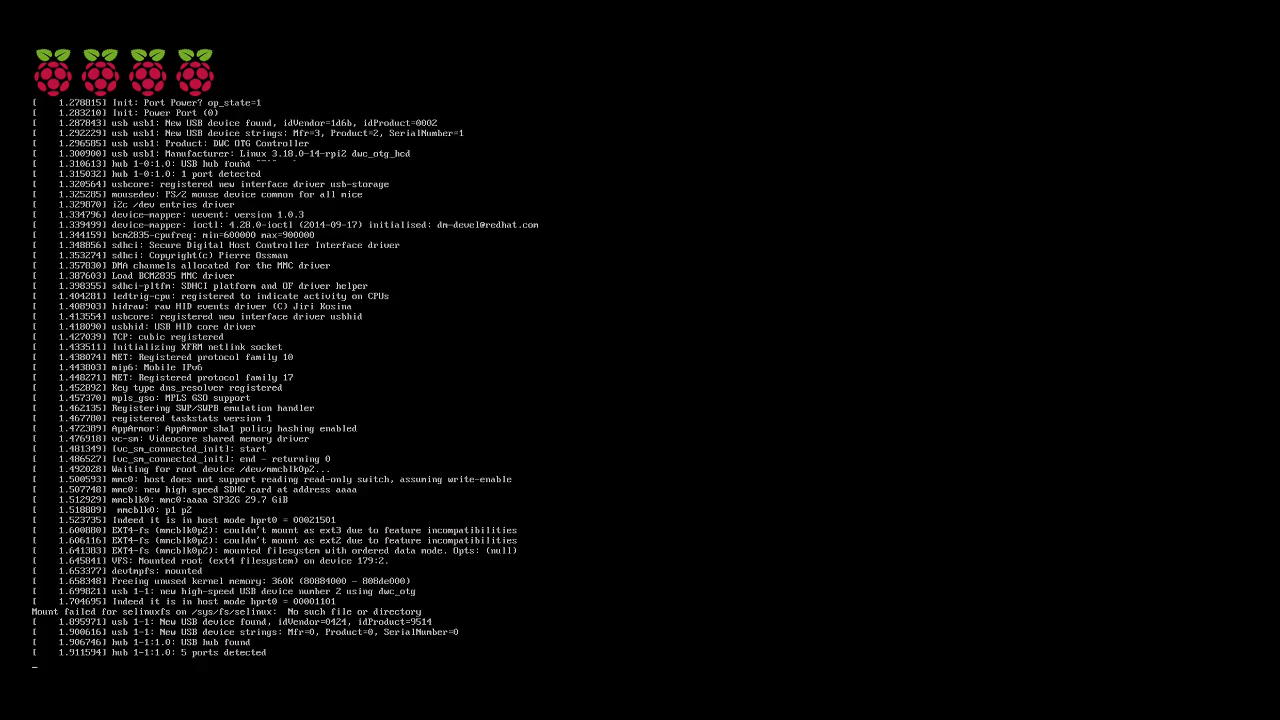 [    1.278815] Init: Port Power? op_state=1
[    1.283210] Init: Power Port (0)
[    1.287843] usb usb1: New USB device found, idVendor=1d6b, idProduct=0002
[    1.292229] usb usb1: New USB device strings: Mfr=3, Product=2, SerialNumber=1
[    1.296585] usb usb1: Product: DWC OTG Controller
[    1.300900] usb usb1: Manufacturer: Linux 3.18.0-14-rpi2 dwc_otg_hcd
[    1.310613] hub 1-0:1.0: USB hub found
[    1.315032] hub 1-0:1.0: 1 port detected
[    1.320564] usbcore: registered new interface driver usb-storage
[    1.325285] mousedev: PS/2 mouse device common for all mice
[    1.329870] i2c /dev entries driver
[    1.334796] device-mapper: uevent: version 1.0.3
[    1.339499] device-mapper: ioctl: 4.28.0-ioctl (2014-09-17) initialised: dm-devel@redhat.com
[    1.344159] bcm2835-cpufreq: min=600000 max=900000
[    1.348856] sdhci: Secure Digital Host Controller Interface driver
[    1.353274] sdhci: Copyright(c) Pierre Ossman
[    1.357830] DMA channels allocated for the MMC driver
[    1.387603] Load BCM2835 MMC driver
[    1.398355] sdhci-pltfm: SDHCI platform and OF driver helper
[    1.404281] ledtrig-cpu: registered to indicate activity on CPUs
[    1.408903] hidraw: raw HID events driver (C) Jiri Kosina
[    1.413554] usbcore: registered new interface driver usbhid
[    1.418090] usbhid: USB HID core driver
[    1.427039] TCP: cubic registered
[    1.433511] Initializing XFRM netlink socket
[    1.438074] NET: Registered protocol family 10
[    1.443803] mip6: Mobile IPv6
[    1.448271] NET: Registered protocol family 17
[    1.452892] Key type dns_resolver registered
[    1.457370] mpls_gso: MPLS GSO support
[    1.462135] Registering SWP/SWPB emulation handler
[    1.467780] registered taskstats version 1
[    1.472389] AppArmor: AppArmor sha1 policy hashing enabled
[    1.476918] vc-sm: Videocore shared memory driver
[    1.481349] [vc_sm_connected_init]: start
[    1.486527] [vc_sm_connected_init]: end - returning 0
[    1.492028] Waiting for root device /dev/mmcblk0p2...
[    1.500593] mmc0: host does not support reading read-only switch, assuming write-enable
[    1.507748] mmc0: new high speed SDHC card at address aaaa
[    1.512929] mmcblk0: mmc0:aaaa SP32G 29.7 GiB
[    1.518889]  mmcblk0: p1 p2
[    1.523735] Indeed it is in host mode hprt0 = 00021501
[    1.600880] EXT4-fs (mmcblk0p2): couldn't mount as ext3 due to feature incompatibilities
[    1.606116] EXT4-fs (mmcblk0p2): couldn't mount as ext2 due to feature incompatibilities
[    1.641383] EXT4-fs (mmcblk0p2): mounted filesystem with ordered data mode. Opts: (null)
[    1.645841] VFS: Mounted root (ext4 filesystem) on device 179:2.
[    1.653377] devtmpfs: mounted
[    1.658348] Freeing unused kernel memory: 360K (80884000 - 808de000)
[    1.699821] usb 1-1: new high-speed USB device number 2 using dwc_otg
[    1.704695] Indeed it is in host mode hprt0 = 00001101
Mount failed for selinuxfs on /sys/fs/selinux:  No such file or directory
[    1.895971] usb 1-1: New USB device found, idVendor=0424, idProduct=9514
[    1.900616] usb 1-1: New USB device strings: Mfr=0, Product=0, SerialNumber=0
[    1.906746] hub 1-1:1.0: USB hub found
[    1.911594] hub 1-1:1.0: 5 ports detected